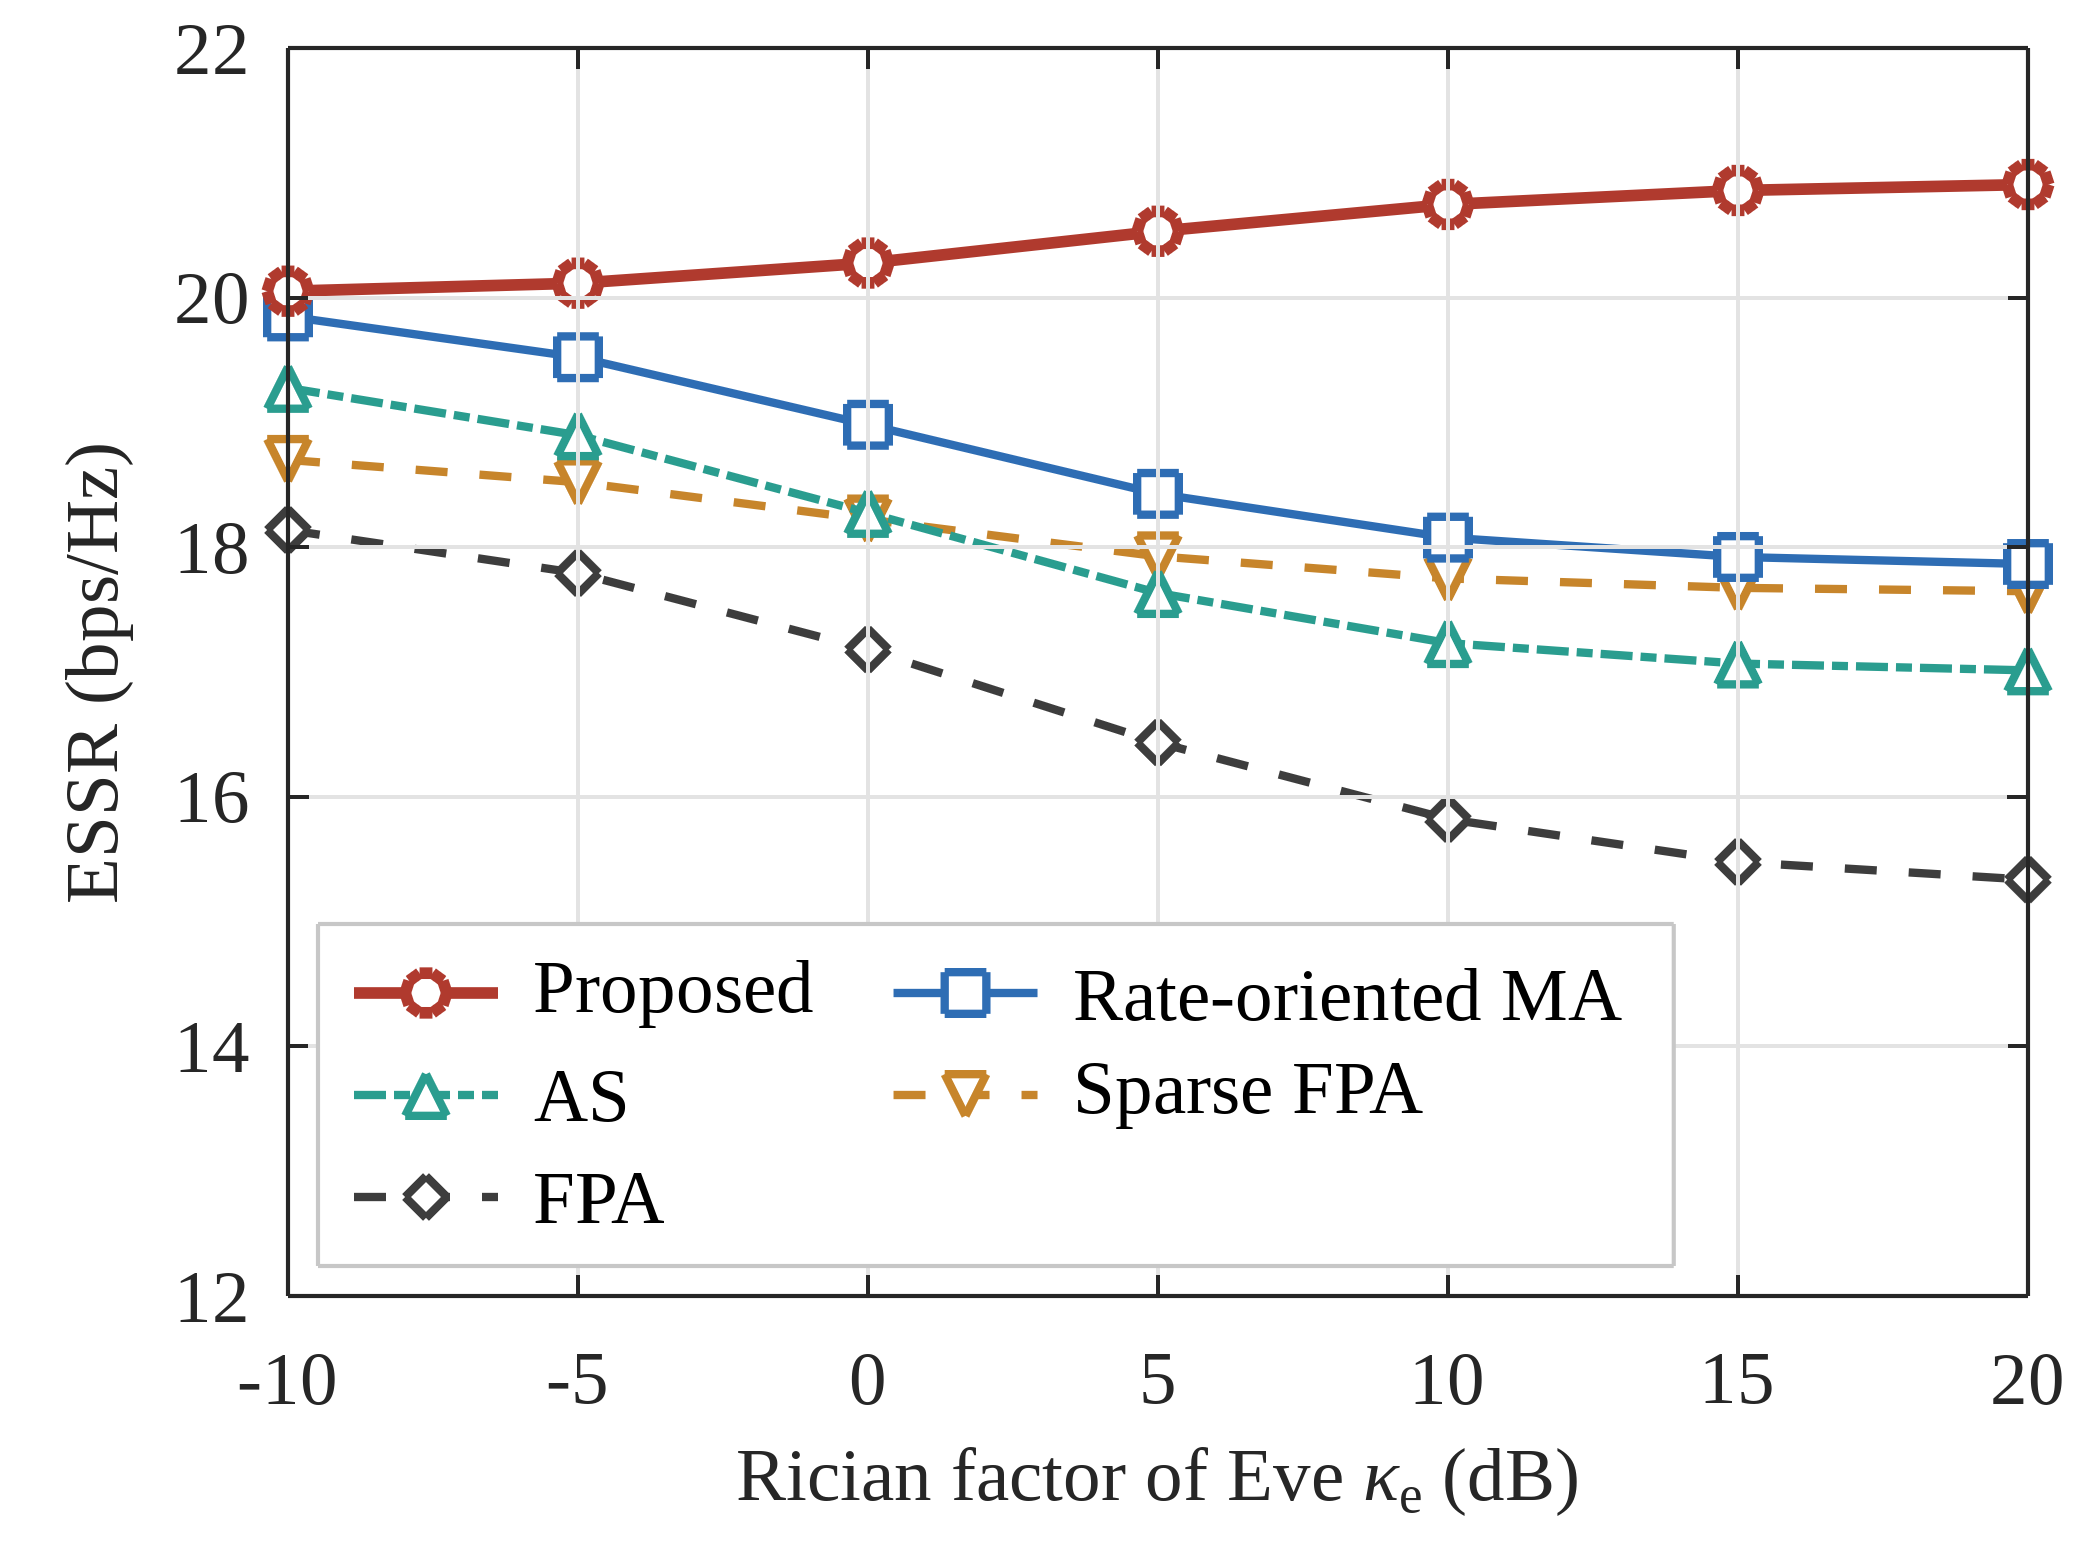 22
20
18
16
14
12
ESSR (bps/Hz)
Proposed
Rate-oriented MA
AS
Sparse FPA
FPA
-10 -5 0 5 10 15 20
Rician factor of Eve κe (dB)